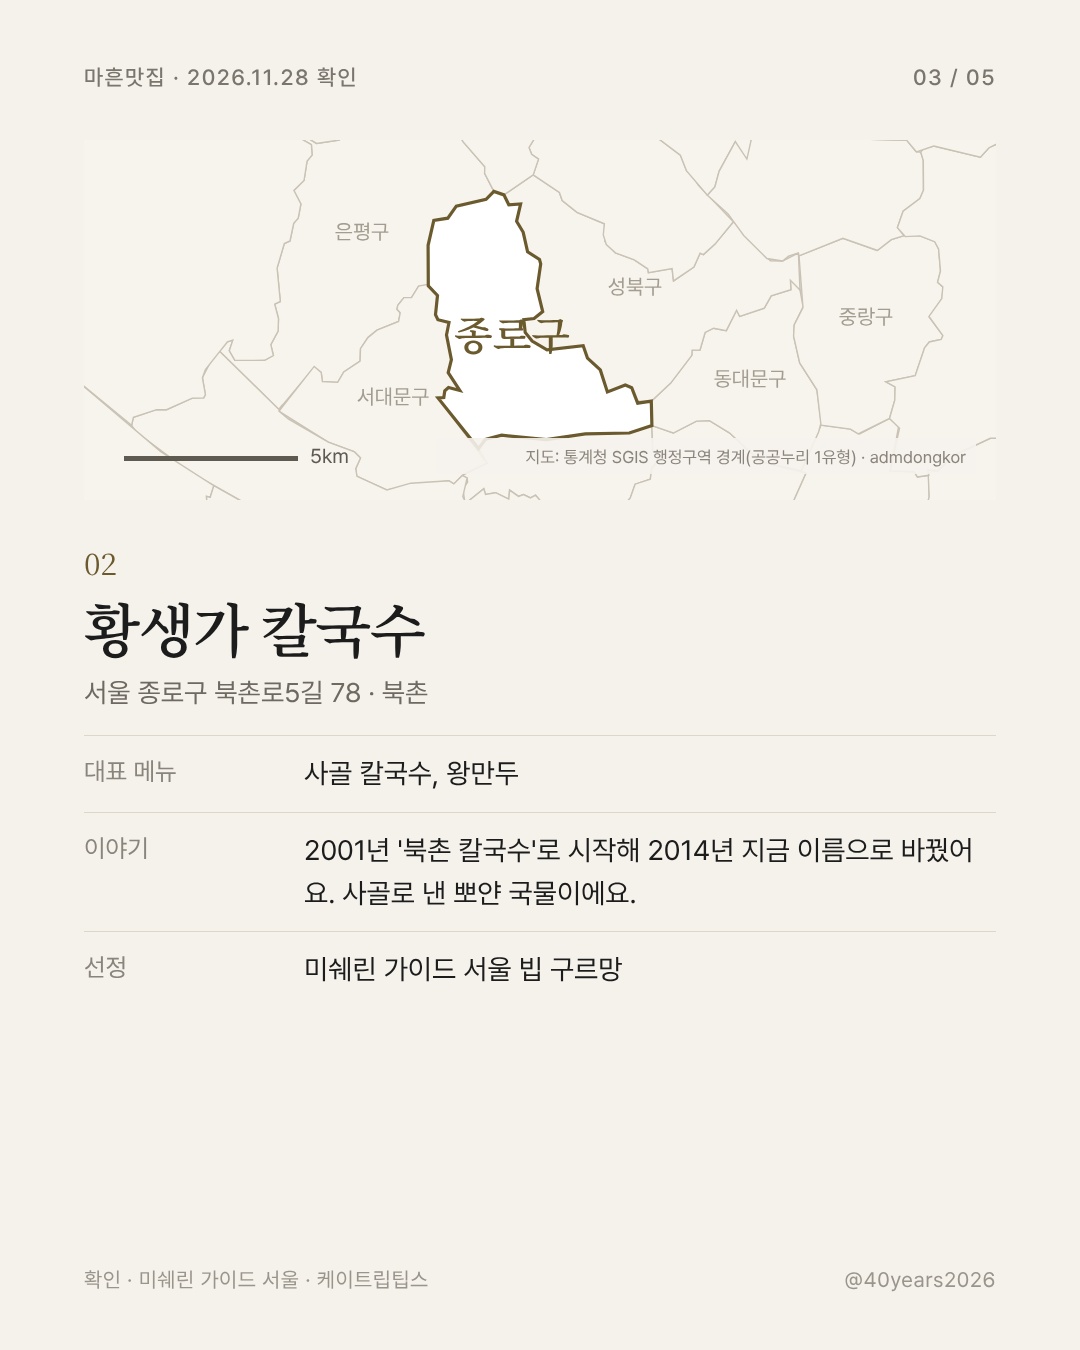 마흔맛집 · 2026.11.28 확인
03 / 05
은평구
성북구
중랑구
종로구
동대문구
서대문구
5km
지도: 통계청 SGIS 행정구역 경계(공공누리 1유형) · admdongkor
02
황생가 칼국수
서울 종로구 북촌로5길 78 · 북촌
대표 메뉴
사골 칼국수, 왕만두
이야기
2001년 '북촌 칼국수'로 시작해 2014년 지금 이름으로 바꿨어
요. 사골로 낸 뽀얀 국물이에요.
선정
미쉐린 가이드 서울 빕 구르망
확인 · 미쉐린 가이드 서울 · 케이트립팁스
@40years2026